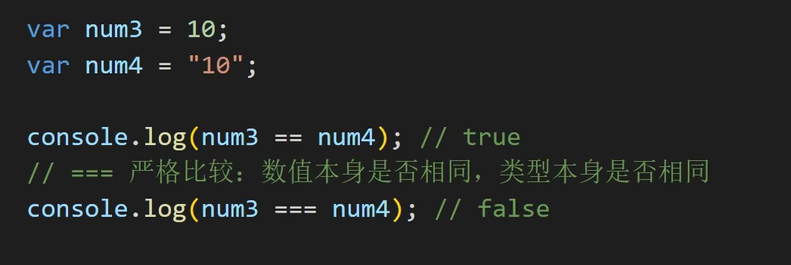 var num3 = 10;
var num4 = "10";
console.log(num3 == num4); // true
// === 严格比较：数值本身是否相同，类型本身是否相同
console.log(num3 === num4); // false